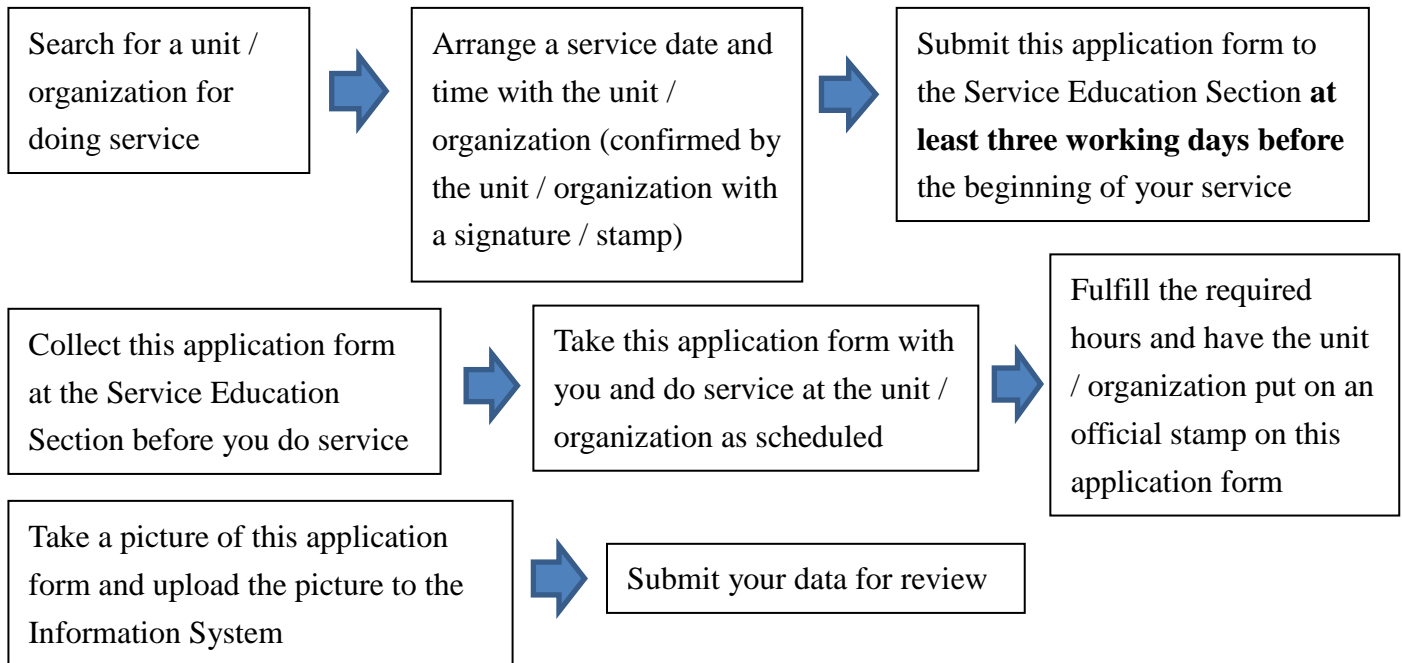 Search for a unit /
organization for
doing service
Arrange a service date and
time with the unit /
organization (confirmed by
the unit / organization with
a signature / stamp)
Submit this application form to
the Service Education Section at
least three working days before
the beginning of your service
Collect this application form
at the Service Education
Section before you do service
Take this application form with
you and do service at the unit /
organization as scheduled
Fulfill the required
hours and have the unit
/ organization put on an
official stamp on this
application form
Take a picture of this application
form and upload the picture to the
Information System
Submit your data for review